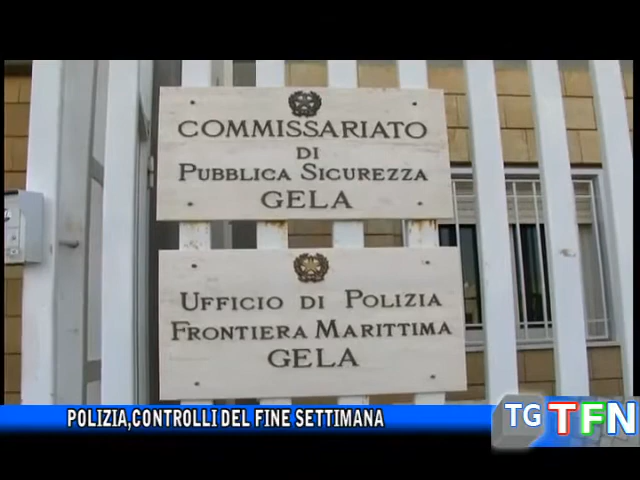 COMMISSARIATO
DI
PUBBLICA SICUREZZA
GELA
UFFICIO DI POLIZIA
FRONTIERA MARITTIMA
GELA
POLIZIA,CONTROLLI DEL FINE SETTIMANA
TG TFN